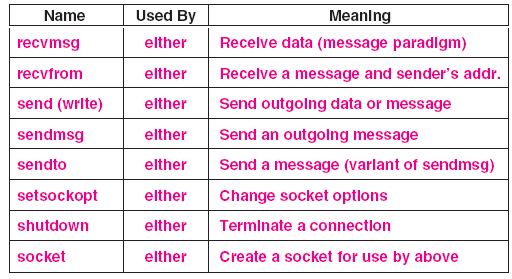 Name Used By Meaning
recvmsg either Receive data (message paradigm)
recvfrom either Receive a message and sender's addr.
send (write) either Send outgoing data or message
sendmsg either Send an outgoing message
sendto either Send a message (variant of sendmsg)
setsockopt either Change socket options
shutdown either Terminate a connection
socket either Create a socket for use by above